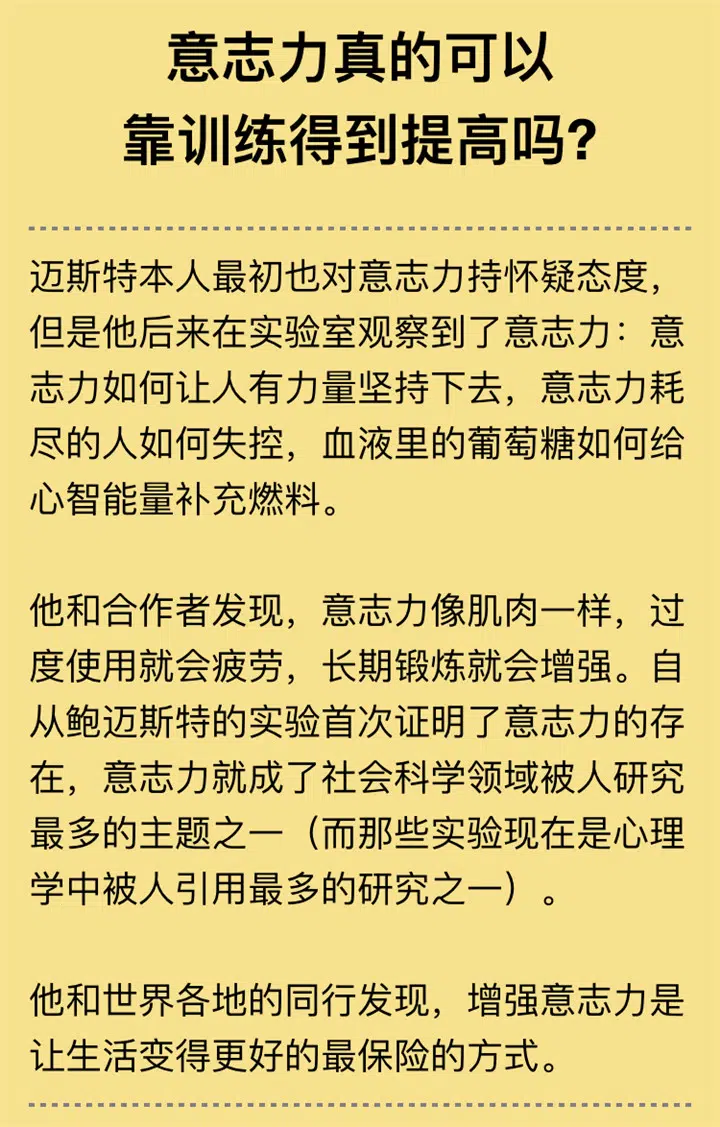 意志力真的可以
靠训练得到提高吗?
迈斯特本人最初也对意志力持怀疑态度，
但是他后来在实验室观察到了意志力：意
志力如何让人有力量坚持下去，意志力耗
尽的人如何失控，血液里的葡萄糖如何给
心智能量补充燃料。
他和合作者发现，意志力像肌肉一样，过
度使用就会疲劳，长期锻炼就会增强。自
从鲍迈斯特的实验首次证明了意志力的存
在，意志力就成了社会科学领域被人研究
最多的主题之一（而那些实验现在是心理
学中被人引用最多的研究之一）。
他和世界各地的同行发现，增强意志力是
让生活变得更好的最保险的方式。